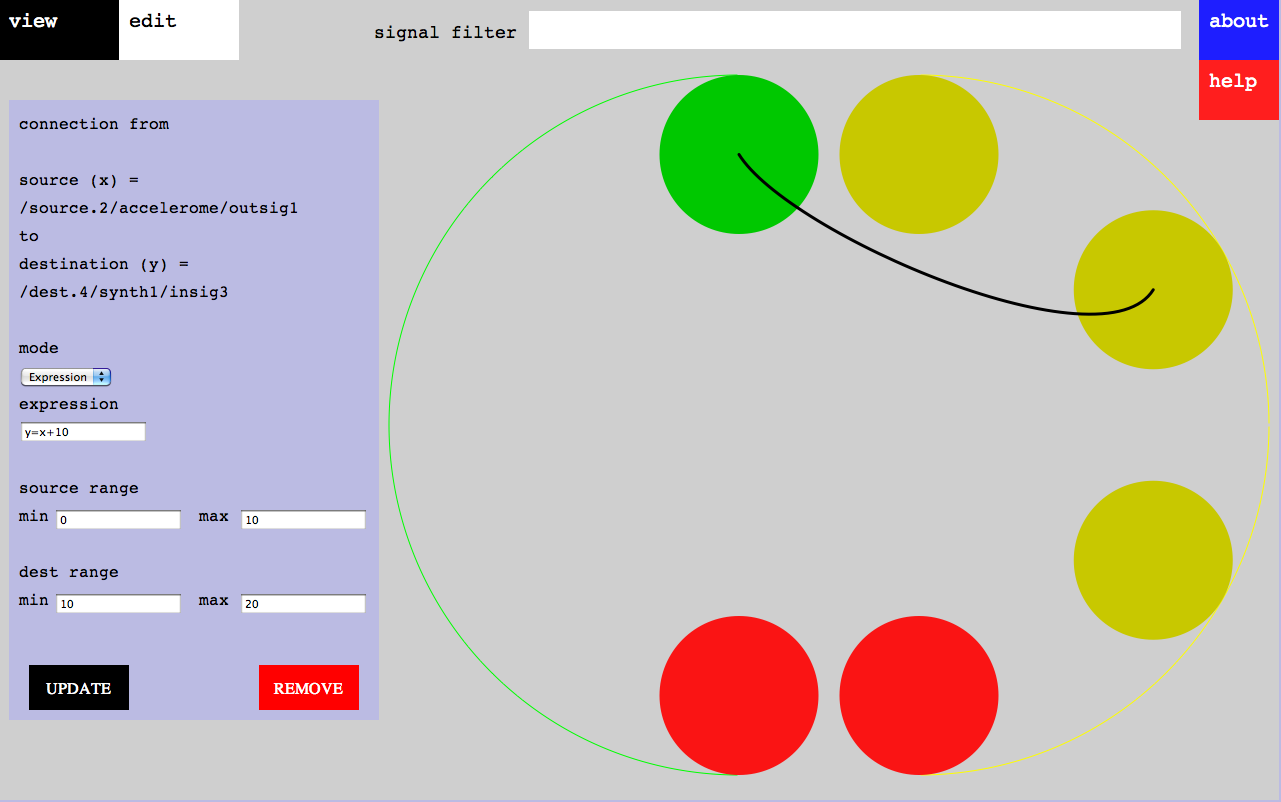 view
edit
signal filter
about
help
connection from
source (x) =
/source.2/accelerome/outsig1
to
destination (y) =
/dest.4/synth1/insig3
mode
Expression
expression
y=x+10
source range
min 0 max 10
dest range
min 10 max 20
UPDATE REMOVE